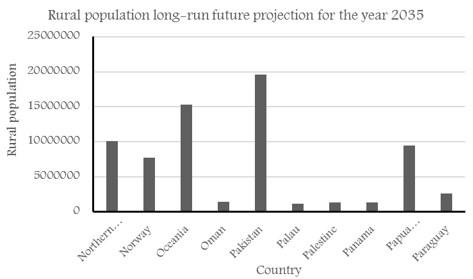 Rural population long-run future projection for the year 2035
25000000
20000000
15000000
10000000
5000000
0
Rural population
Northern...
Norway
Oceania
Oman
Pakistan
Palau
Palestine
Panama
Papua...
Paraguay
Country